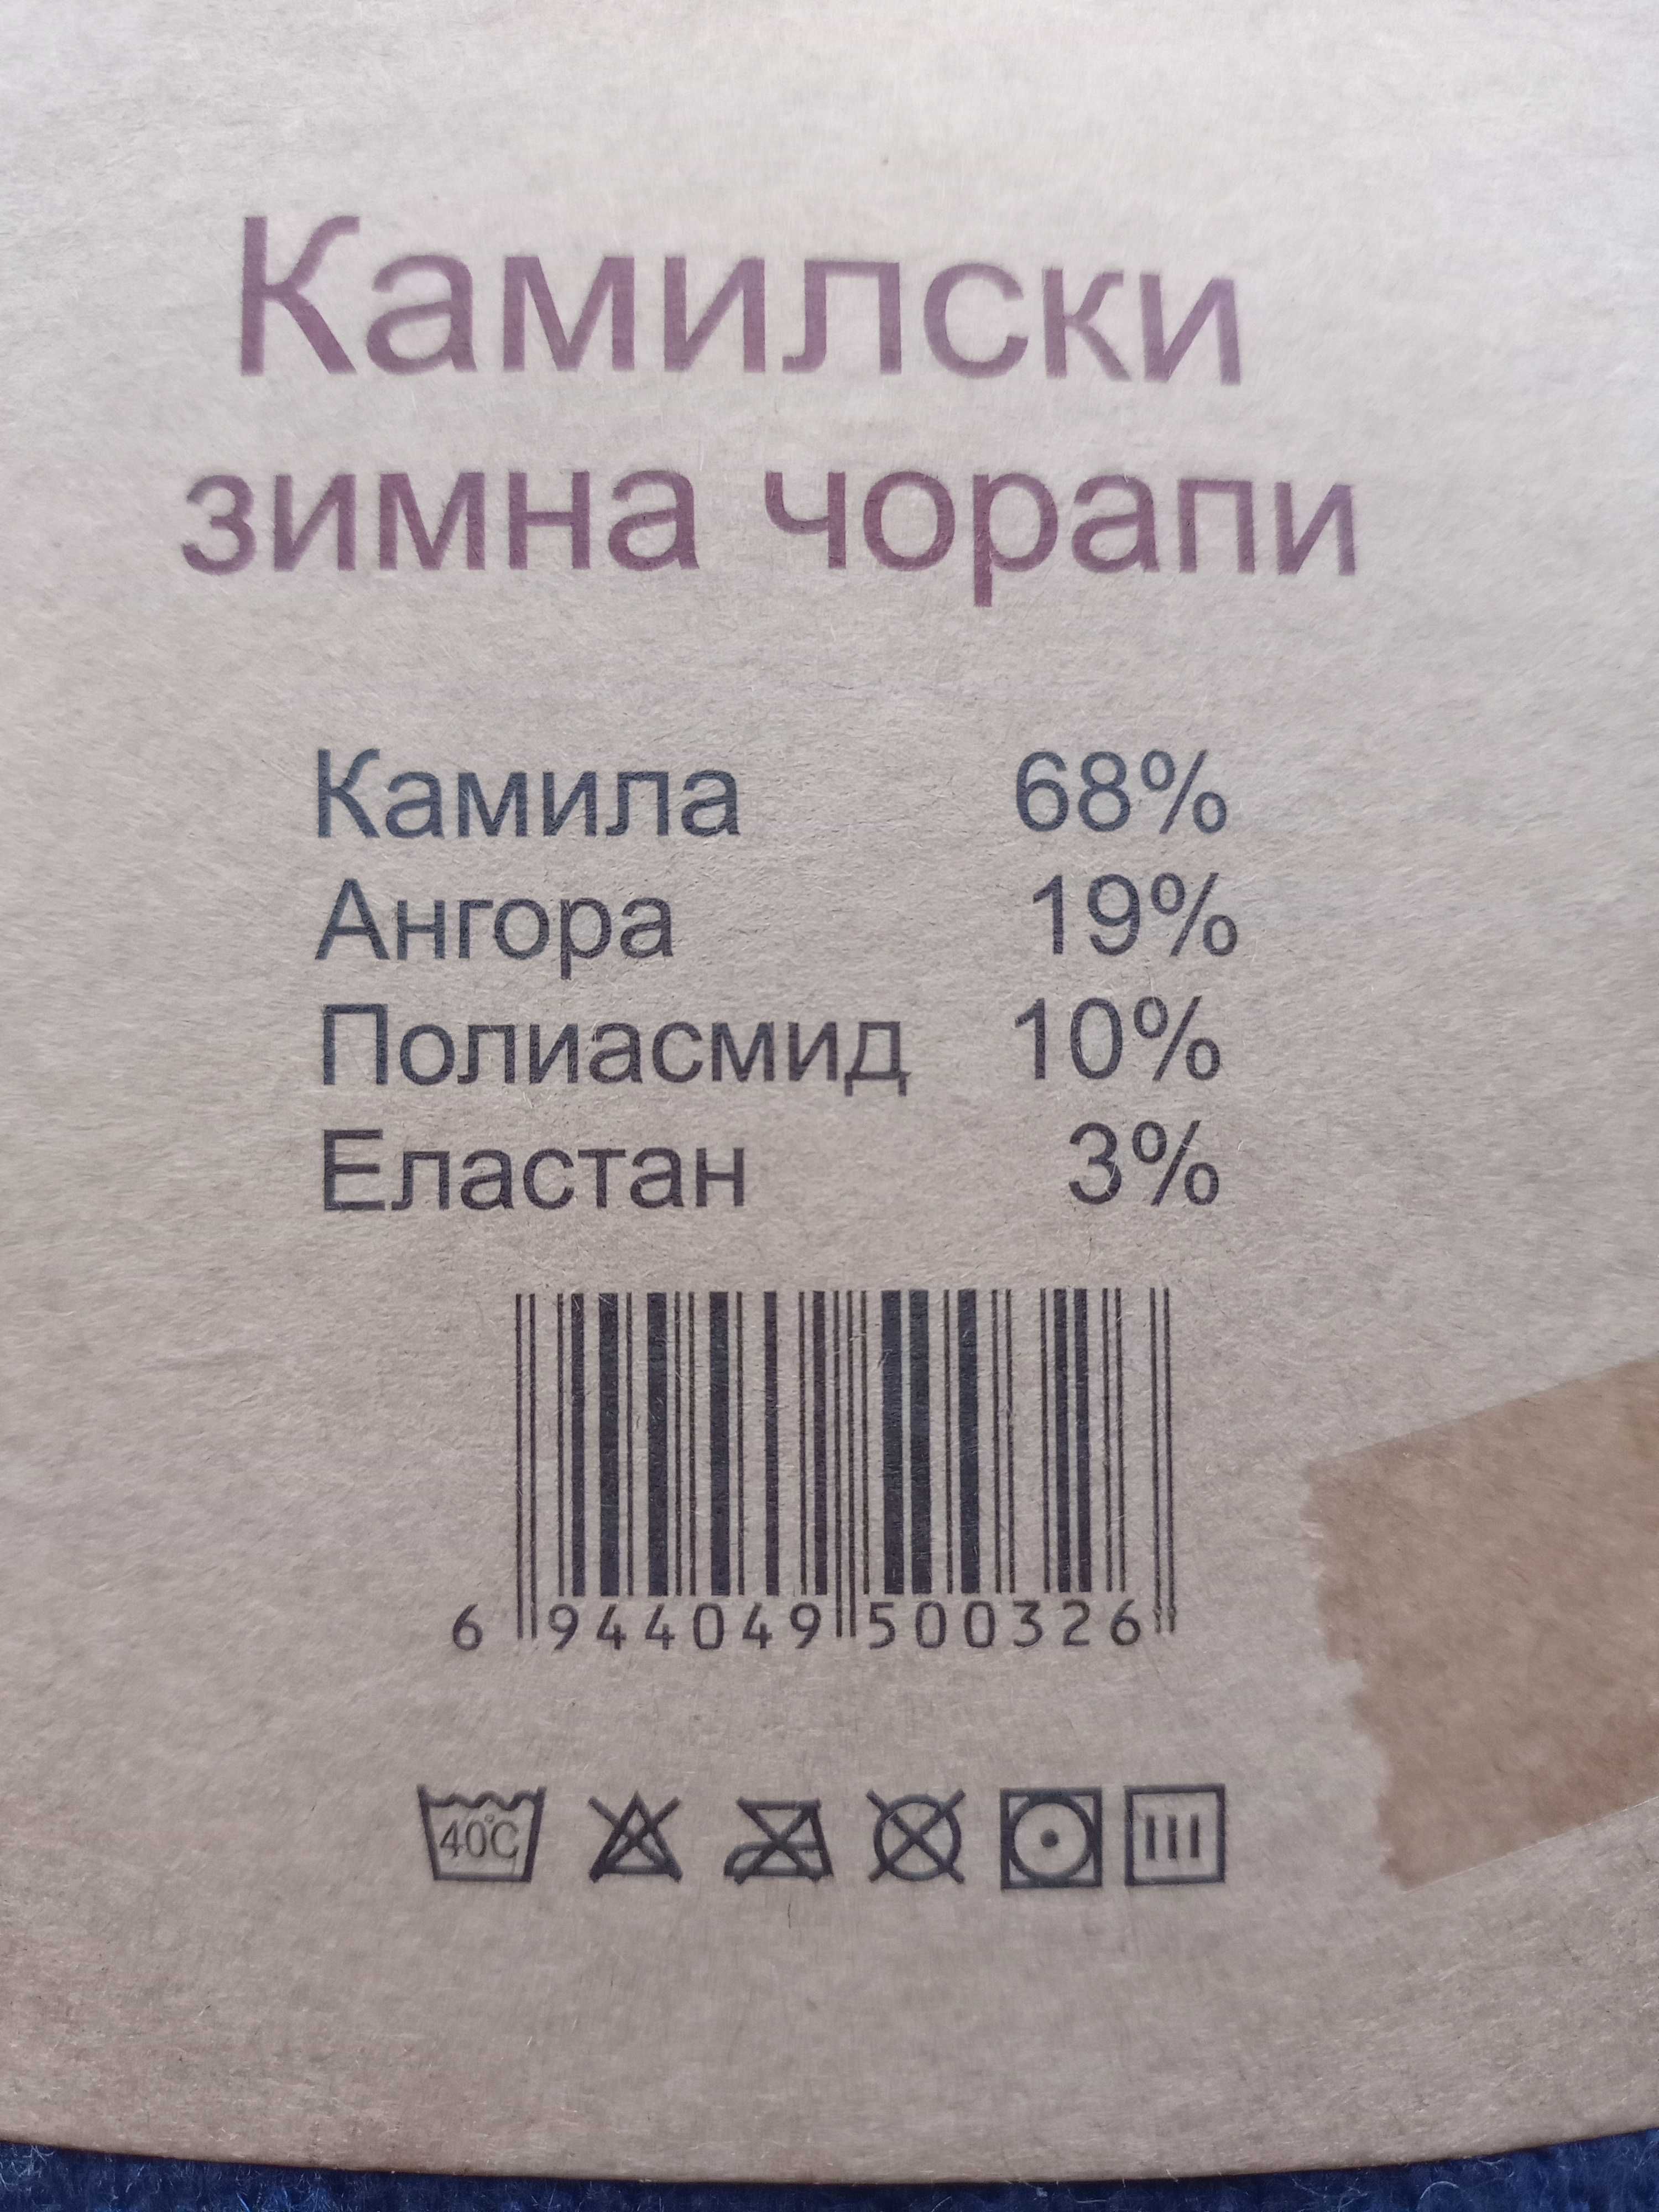 Камилски
зимна чорапи
Камила 68%
Ангора 19%
Полиасмид 10%
Еластан 3%
6 944049 500326
40°C